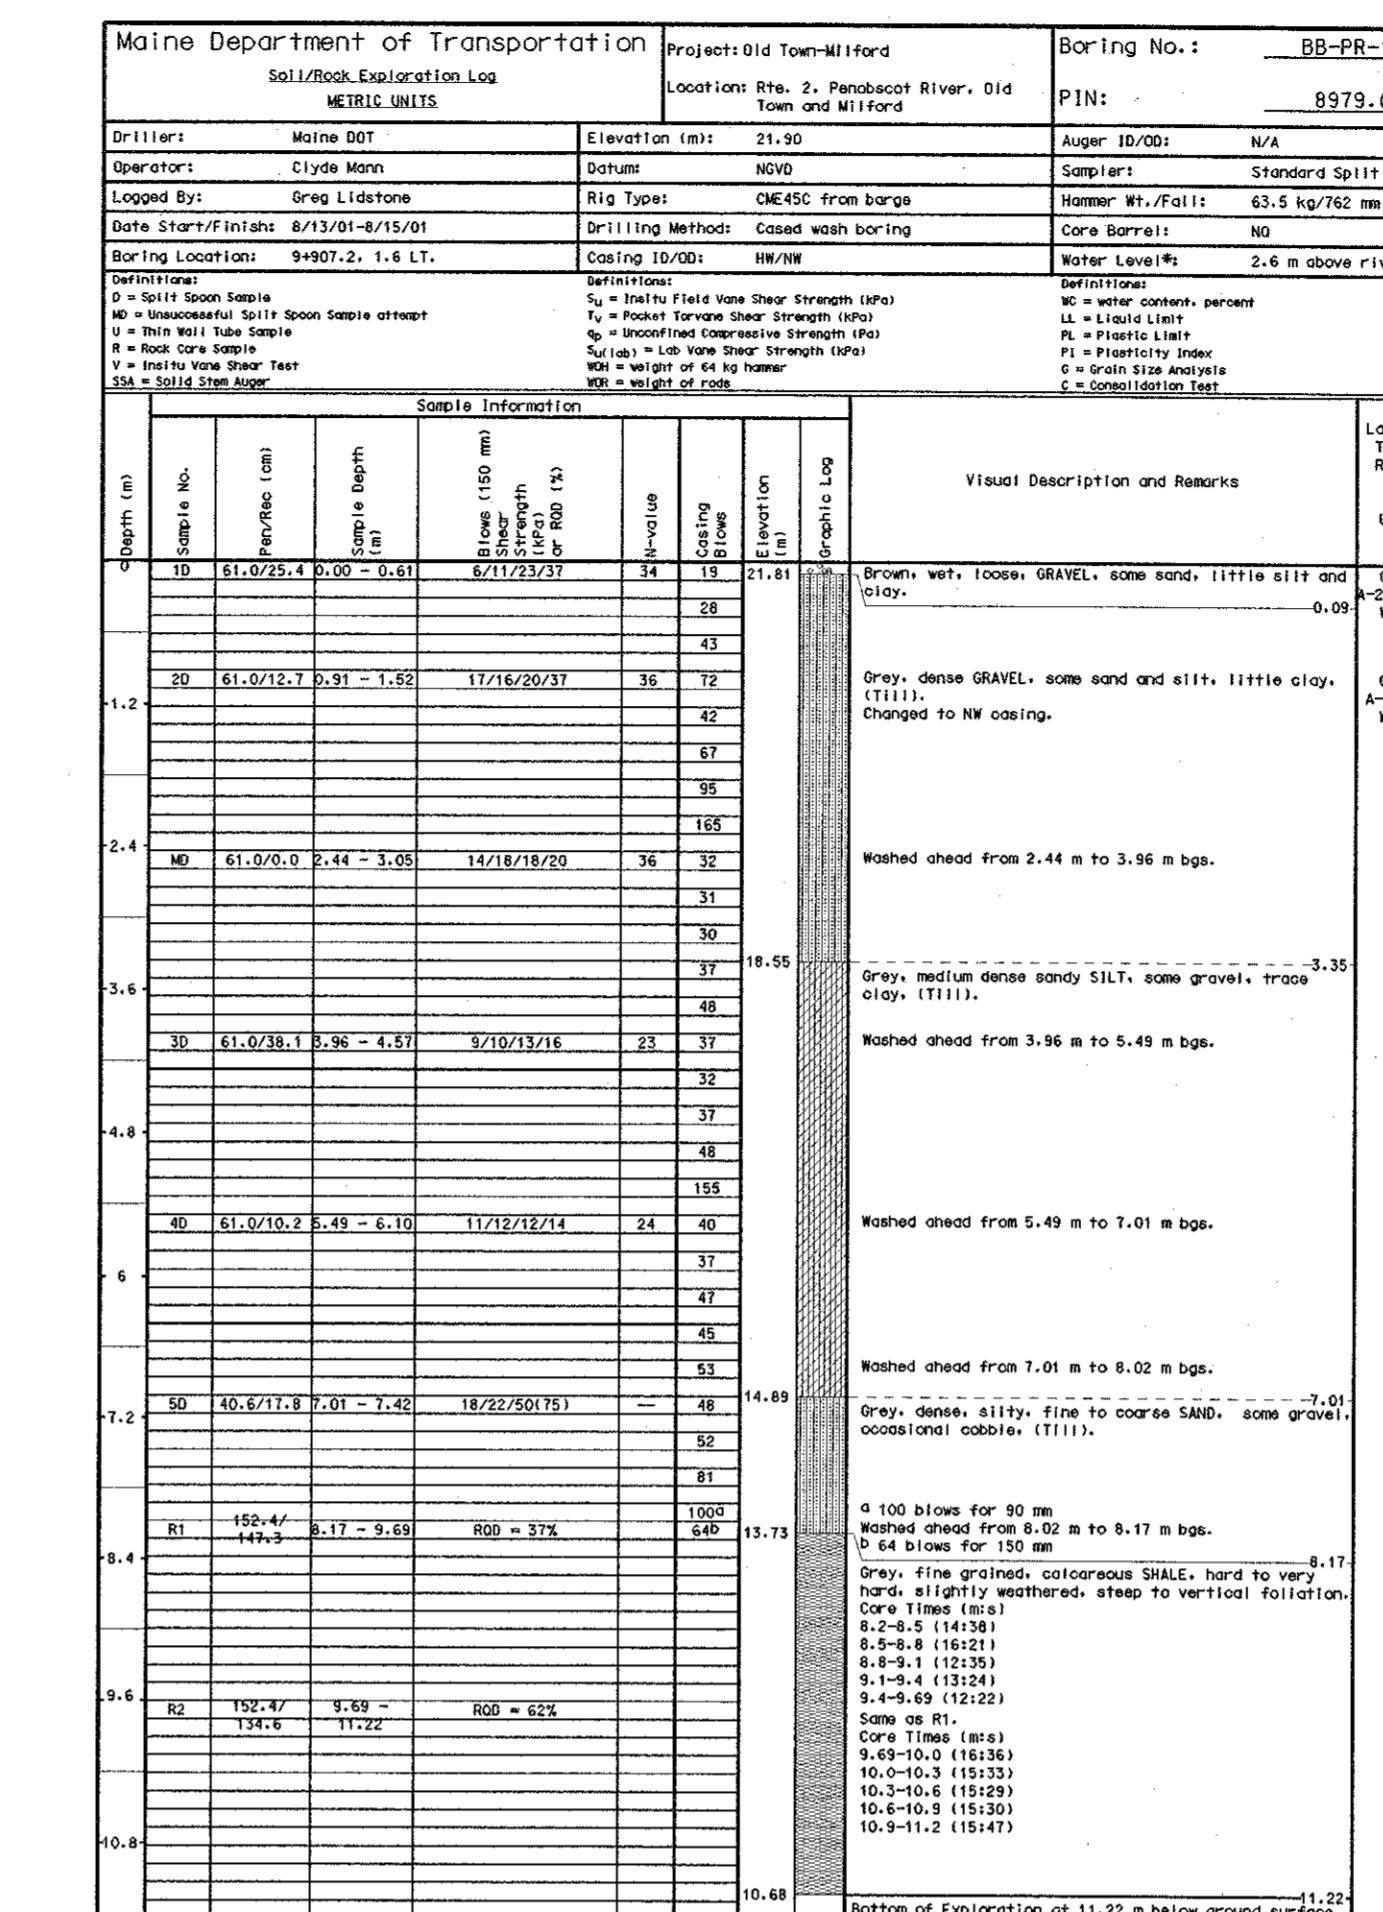 Maine Department of Transportation
Soil/Rock Exploration Log
METRIC UNITS
Project: Old Town-Milford
Location: Rte. 2, Penobscot River, Old
Town and Milford
Boring No.: BB-PR-
PIN: 8979.
Driller: Maine DOT Elevation (m): 21.90 Auger ID/OD: N/A
Operator: Clyde Mann Datum: NGVD Sampler: Standard Split
Logged By: Greg Lidstone Rig Type: CME45C from barge Hammer Wt./Fall: 63.5 kg/762 mm
Date Start/Finish: 8/13/01-8/15/01 Drilling Method: Cased wash boring Core Barrel: NQ
Boring Location: 9+907.2, 1.6 LT. Casing ID/OD: HW/NW Water Level*: 2.6 m above riv
Definitions:
D = Split Spoon Sample
MD = Unsuccessful Split Spoon Sample attempt
U = Thin Wall Tube Sample
R = Rock Core Sample
V = Insitu Vane Shear Test
SSA = Solid Stem Auger
Definitions:
Su = Insitu Field Vane Shear Strength (kPa)
Tv = Pocket Torvane Shear Strength (kPa)
qp = Unconfined Compressive Strength (Pa)
Su(lab) = Lab Vane Shear Strength (kPa)
WOH = weight of 64 kg hammer
WOR = weight of rods
Definitions:
WC = water content, percent
LL = Liquid Limit
PL = Plastic Limit
PI = Plasticity Index
G = Grain Size Analysis
C = Consolidation Test
Sample Information
Depth (m)
Sample No.
Pen/Rec (cm)
Sample Depth
(m)
Blows (150 mm)
Shear
Strength
(kPa)
or RQD (%)
N-value
Casing
Blows
Elevation
(m)
Graphic Log
Visual Description and Remarks
0 1D 61.0/25.4 0.00 - 0.61 6/11/23/37 34 19 21.81 Brown, wet, loose, GRAVEL, some sand, little silt and
clay.
28 0.09
43
2D 61.0/12.7 0.91 - 1.52 17/16/20/37 36 72 Grey, dense GRAVEL, some sand and silt, little clay,
(Till).
1.2
42 Changed to NW casing.
67
95
165
2.4
MD 61.0/0.0 2.44 - 3.05 14/18/18/20 36 32 Washed ahead from 2.44 m to 3.96 m bgs.
31
30
18.55 3.35
37 Grey, medium dense sandy SILT, some gravel, trace
clay, (Till).
3.6
48
3D 61.0/38.1 3.96 - 4.57 9/10/13/16 23 37 Washed ahead from 3.96 m to 5.49 m bgs.
32
37
4.8
48
155
4D 61.0/10.2 5.49 - 6.10 11/12/12/14 24 40 Washed ahead from 5.49 m to 7.01 m bgs.
37
6
47
45
53 Washed ahead from 7.01 m to 8.02 m bgs.
14.89 7.01
5D 40.6/17.8 7.01 - 7.42 18/22/50(75) --- 48 Grey, dense, silty, fine to coarse SAND, some gravel,
occasional cobble, (Till).
7.2
52
81
100a a 100 blows for 90 mm
R1 152.4/
147.3 8.17 - 9.69 RQD = 37% 64b 13.73 Washed ahead from 8.02 m to 8.17 m bgs.
b 64 blows for 150 mm
8.4 8.17
Grey, fine grained, calcareous SHALE, hard to very
hard, slightly weathered, steep to vertical foliation.
Core Times (m:s)
8.2-8.5 (14:38)
8.5-8.8 (16:21)
8.8-9.1 (12:35)
9.1-9.4 (13:24)
9.6 9.4-9.69 (12:22)
R2 152.4/
134.6 9.69 -
11.22 RQD = 62%
Same as R1.
Core Times (m:s)
9.69-10.0 (16:36)
10.0-10.3 (15:33)
10.3-10.6 (15:29)
10.6-10.9 (15:30)
10.9-11.2 (15:47)
10.8
10.68 11.22
Bottom of Exploration at 11.22 m below ground surface